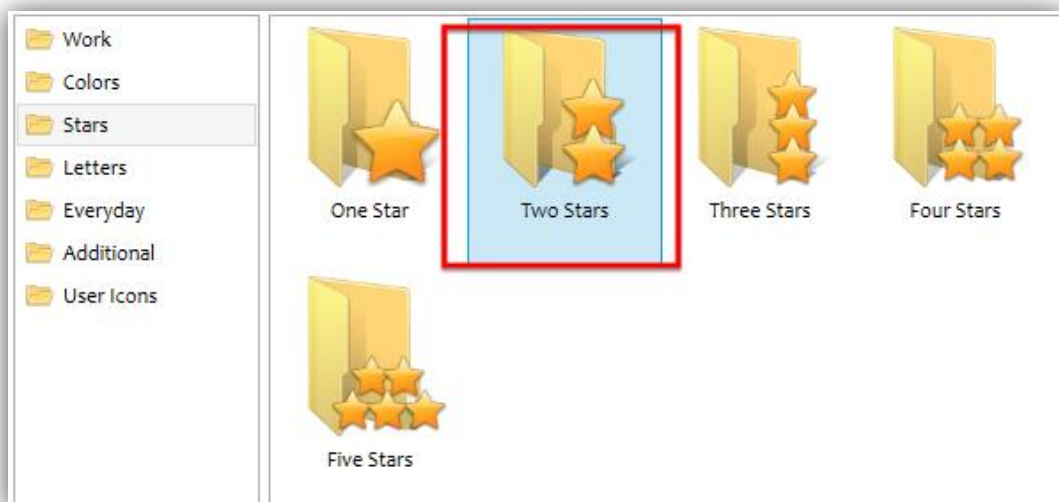 Work
Colors
Stars
Letters
Everyday
Additional
User Icons
One Star
Two Stars
Three Stars
Four Stars
Five Stars